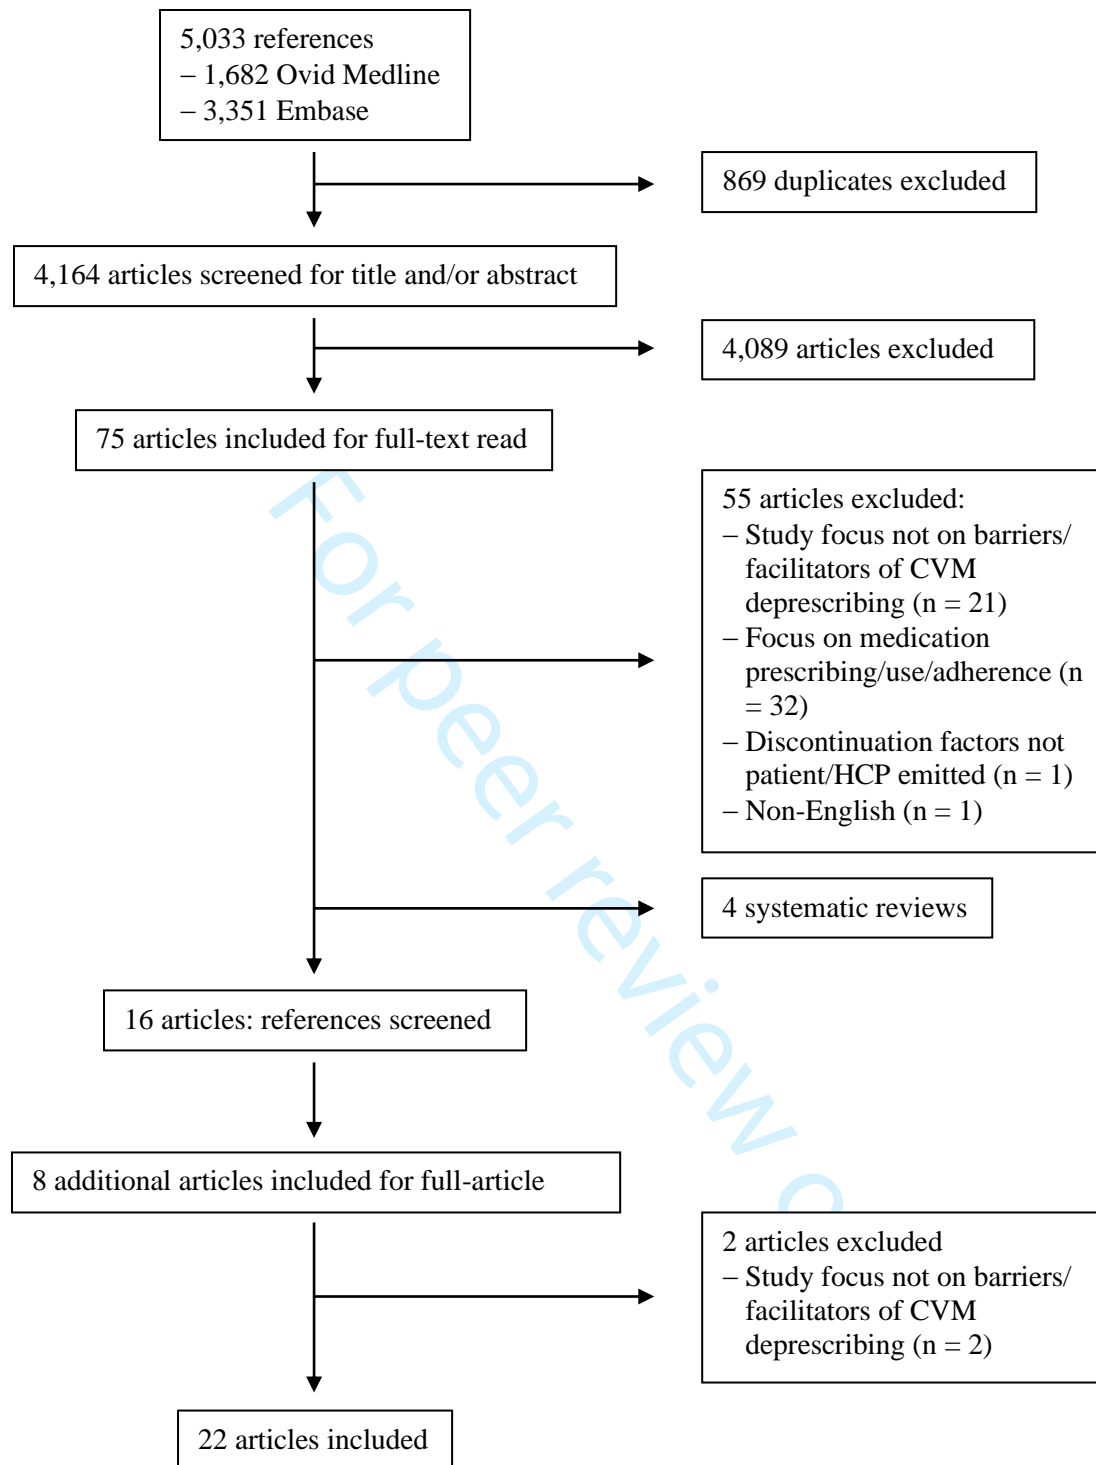 5,033 references
– 1,682 Ovid Medline
– 3,351 Embase
869 duplicates excluded
4,164 articles screened for title and/or abstract
4,089 articles excluded
75 articles included for full-text read
55 articles excluded:
– Study focus not on barriers/
facilitators of CVM
deprescribing (n = 21)
– Focus on medication
prescribing/use/adherence (n
= 32)
– Discontinuation factors not
patient/HCP emitted (n = 1)
– Non-English (n = 1)
4 systematic reviews
16 articles: references screened
8 additional articles included for full-article
2 articles excluded
– Study focus not on barriers/
facilitators of CVM
deprescribing (n = 2)
22 articles included
For peer review o